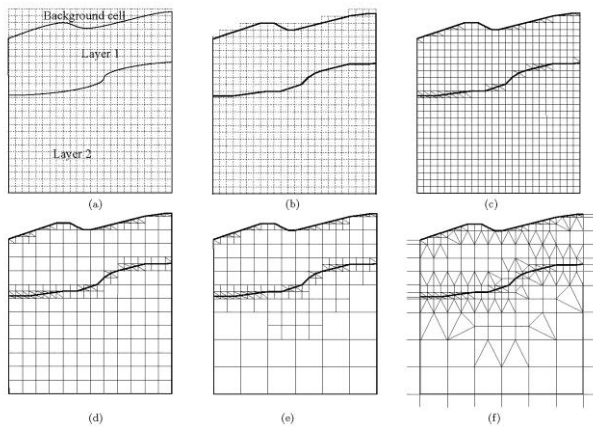 Background cell
Layer 1
Layer 2
(a)
(b)
(c)
(d)
(e)
(f)